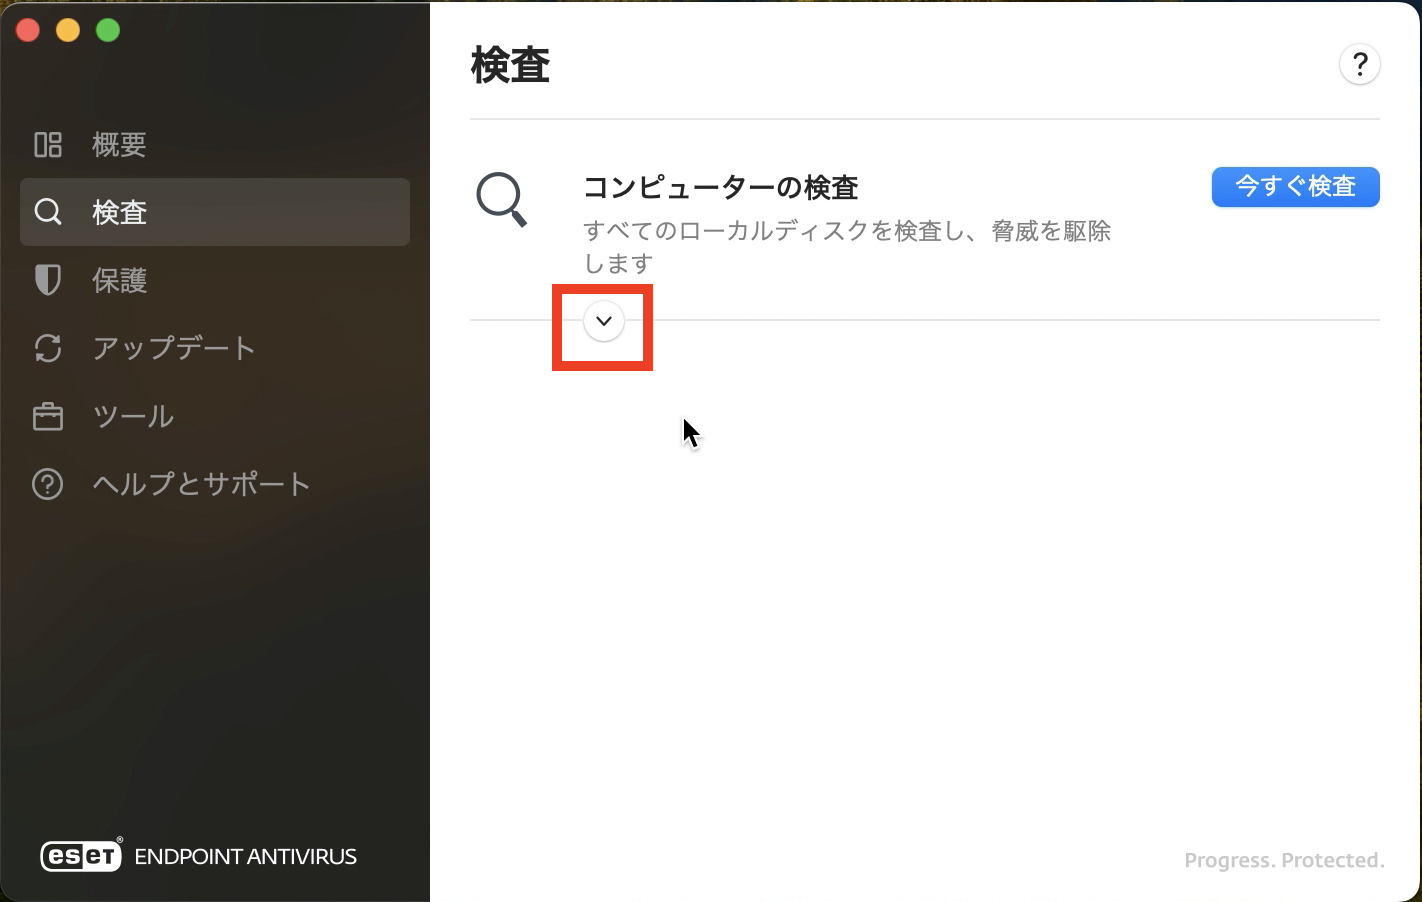 概要
検査
保護
アップデート
ツール
ヘルプとサポート
eseT® ENDPOINT ANTIVIRUS
検査
?
コンピューターの検査
今すぐ検査
すべてのローカルディスクを検査し、脅威を駆除
します
Progress. Protected.